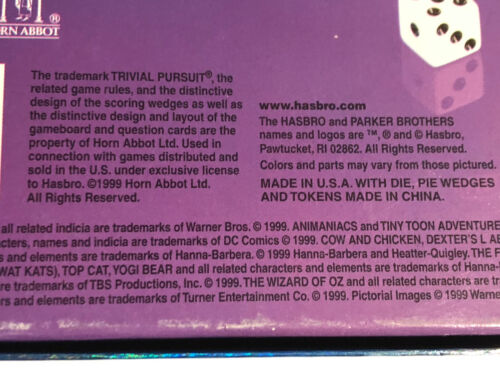 HORN ABBOT ®
The trademark TRIVIAL PURSUIT®, the
related game rules, and the distinctive
design of the scoring wedges as well as
the distinctive design and layout of the
gameboard and question cards are the
property of Horn Abbot Ltd. Used in
connection with games distributed and
sold in the U.S. under exclusive license
to Hasbro. ©1999 Horn Abbot Ltd.
All Rights Reserved.
www.hasbro.com
The HASBRO and PARKER BROTHERS
names and logos are ™, ® and © Hasbro,
Pawtucket, RI 02862. All Rights Reserved.
Colors and parts may vary from those pictured.
MADE IN U.S.A. WITH DIE, PIE WEDGES
AND TOKENS MADE IN CHINA.
all related indicia are trademarks of Warner Bros. © 1999. ANIMANIACS and TINY TOON ADVENTURE
acters, names and indicia are trademarks of DC Comics © 1999. COW AND CHICKEN, DEXTER'S LAB
s and elements are trademarks of Hanna-Barbera. © 1999 Hanna-Barbera and Heatter-Quigley. THE F
WAT KATS), TOP CAT, YOGI BEAR and all related characters and elements are trademarks of Hanna-
re trademarks of TBS Productions, Inc. © 1999. THE WIZARD OF OZ and all related characters are tr
rs and elements are trademarks of Turner Entertainment Co. © 1999. Pictorial Images © 1999 Warner